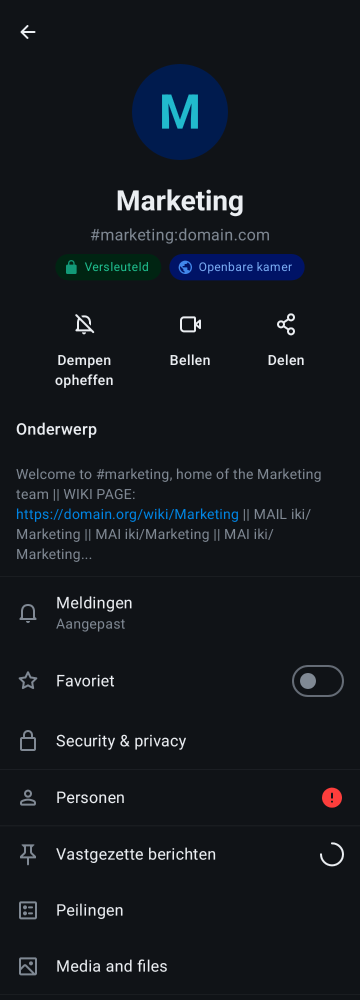 M
Marketing
#marketing:domain.com
Versleuteld
Openbare kamer
Dempen
opheffen
Bellen
Delen
Onderwerp
Welcome to #marketing, home of the Marketing
team || WIKI PAGE:
https://domain.org/wiki/Marketing || MAIL iki/
Marketing || MAI iki/Marketing || MAI iki/
Marketing...
Meldingen
Aangepast
Favoriet
Security & privacy
Personen
Vastgezette berichten
Peilingen
Media and files